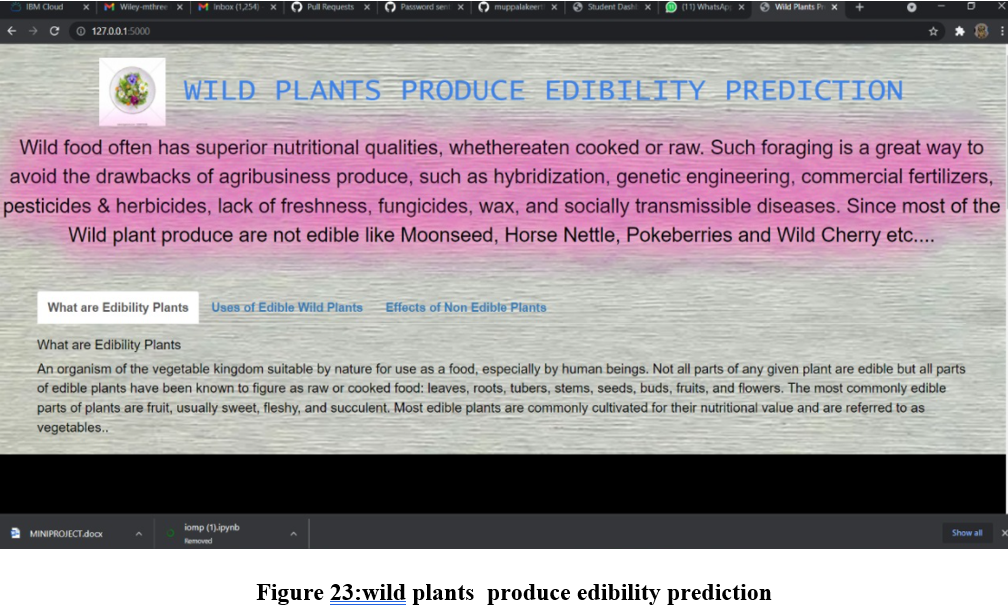 IBM Cloud
Wiley-mthree
Inbox (1,254)
Pull Requests
Password sent
muppalakeert
Student Dash
(11) WhatsApp
Wild Plants Pr
127.0.0.1:5000
WILD PLANTS PRODUCE EDIBILITY PREDICTION
Wild food often has superior nutritional qualities, whethereaten cooked or raw. Such foraging is a great way to
avoid the drawbacks of agribusiness produce, such as hybridization, genetic engineering, commercial fertilizers,
pesticides & herbicides, lack of freshness, fungicides, wax, and socially transmissible diseases. Since most of the
Wild plant produce are not edible like Moonseed, Horse Nettle, Pokeberries and Wild Cherry etc....
What are Edibility Plants Uses of Edible Wild Plants Effects of Non Edible Plants
What are Edibility Plants
An organism of the vegetable kingdom suitable by nature for use as a food, especially by human beings. Not all parts of any given plant are edible but all parts
of edible plants have been known to figure as raw or cooked food: leaves, roots, tubers, stems, seeds, buds, fruits, and flowers. The most commonly edible
parts of plants are fruit, usually sweet, fleshy, and succulent. Most edible plants are commonly cultivated for their nutritional value and are referred to as
vegetables..
MINIPROJECT.docx
iomp (1).ipynb
Removed
Show all
Figure 23:wild plants  produce edibility prediction